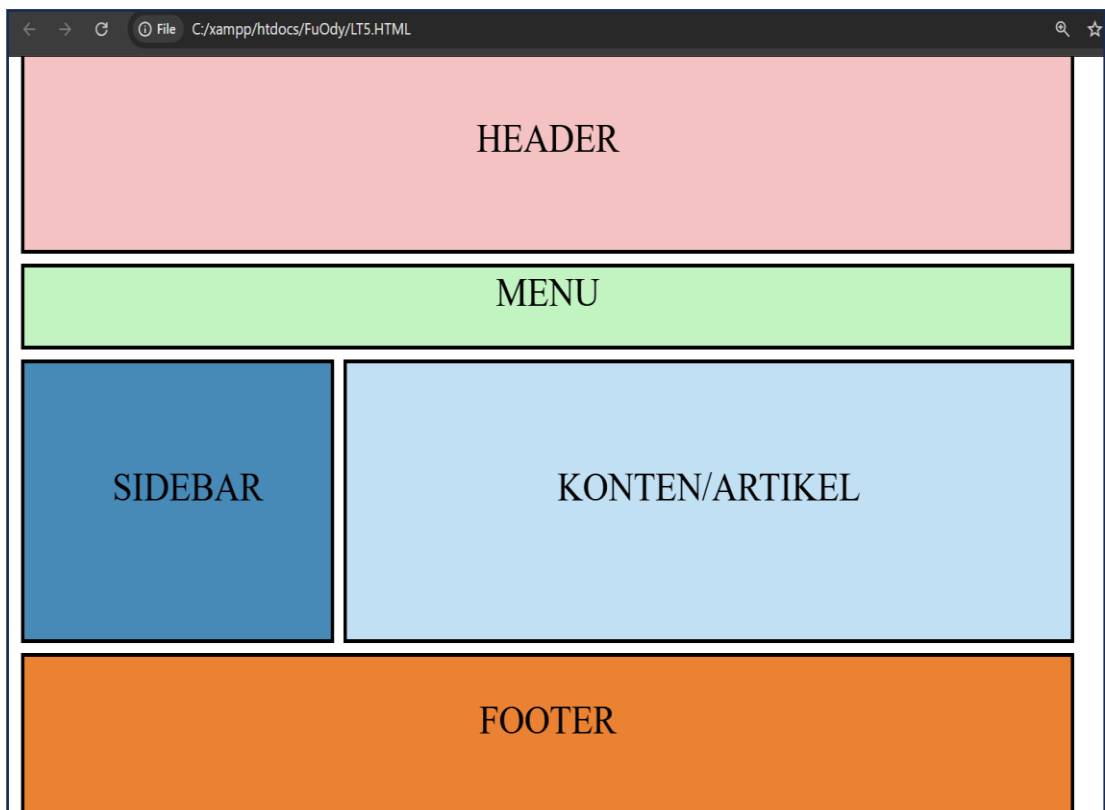 File C:/xampp/htdocs/FuOdy/LT5.HTML
HEADER
MENU
SIDEBAR
KONTEN/ARTIKEL
FOOTER